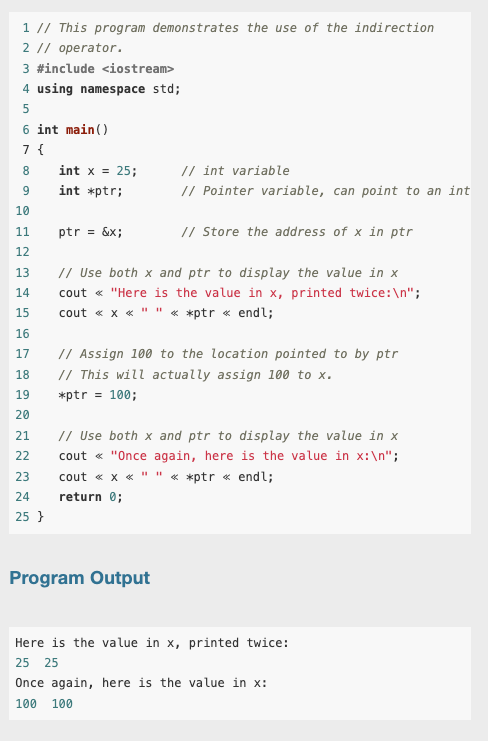 1 // This program demonstrates the use of the indirection
2 // operator.
3 #include <iostream>
4 using namespace std;
5
6 int main()
7 {
8    int x = 25;      // int variable
9    int *ptr;        // Pointer variable, can point to an int
10
11    ptr = &x;        // Store the address of x in ptr
12
13    // Use both x and ptr to display the value in x
14    cout << "Here is the value in x, printed twice:\n";
15    cout << x << " " << *ptr << endl;
16
17    // Assign 100 to the location pointed to by ptr
18    // This will actually assign 100 to x.
19    *ptr = 100;
20
21    // Use both x and ptr to display the value in x
22    cout << "Once again, here is the value in x:\n";
23    cout << x << " " << *ptr << endl;
24    return 0;
25 }
Program Output
Here is the value in x, printed twice:
25  25
Once again, here is the value in x:
100  100